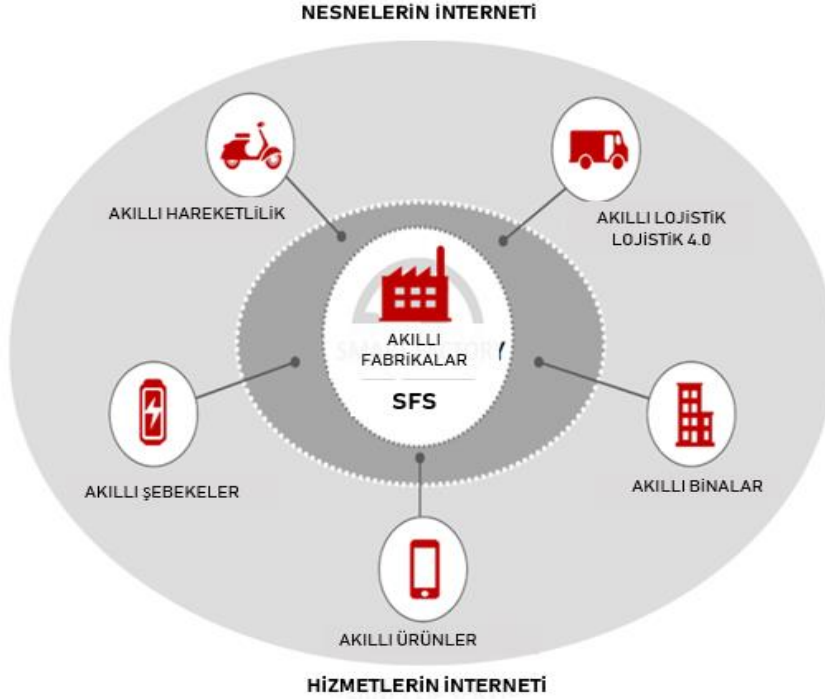 NESNELERİN İNTERNETİ
AKILLI HAREKETLİLİK
AKILLI LOJİSTİK
LOJİSTİK 4.0
AKILLI
FABRİKALAR
SFS
AKILLI ŞEBEKELER
AKILLI BİNALAR
AKILLI ÜRÜNLER
HİZMETLERİN İNTERNETİ